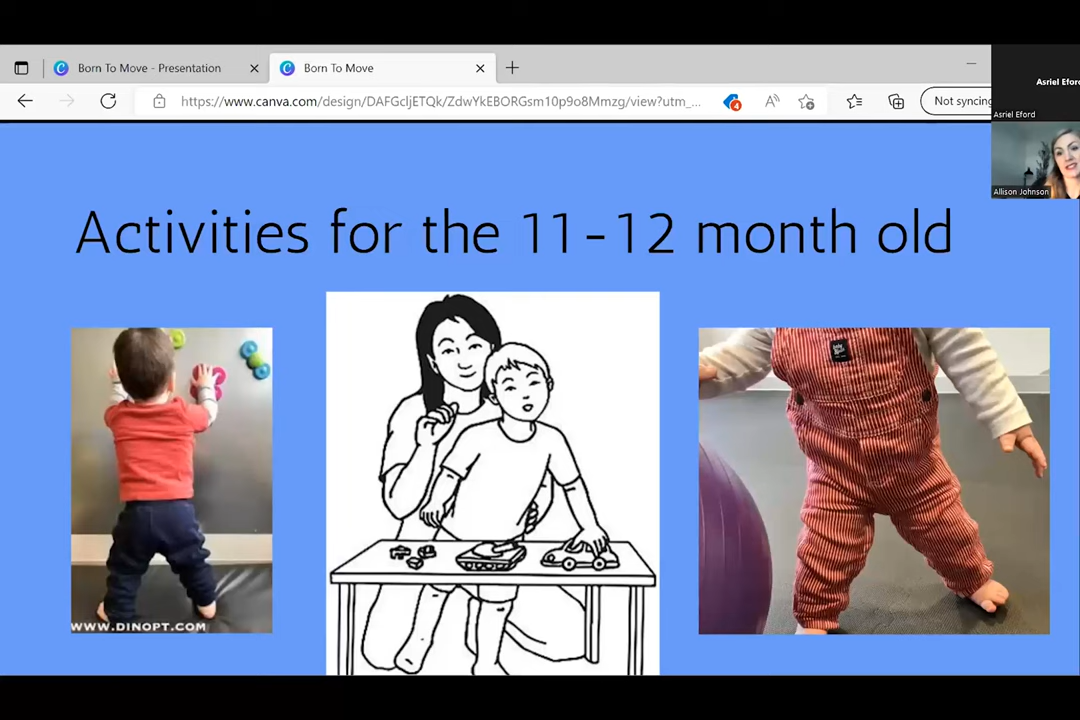 Born To Move - Presentation
Born To Move
https://www.canva.com/design/DAFGcljETQk/ZdwYkEBORGsm10p9o8Mmzg/view?utm_...
4
Not syncing
Asriel Eford
Asriel Eford
Allison Johnson
Activities for the 11-12 month old
WWW.DINOPT.COM